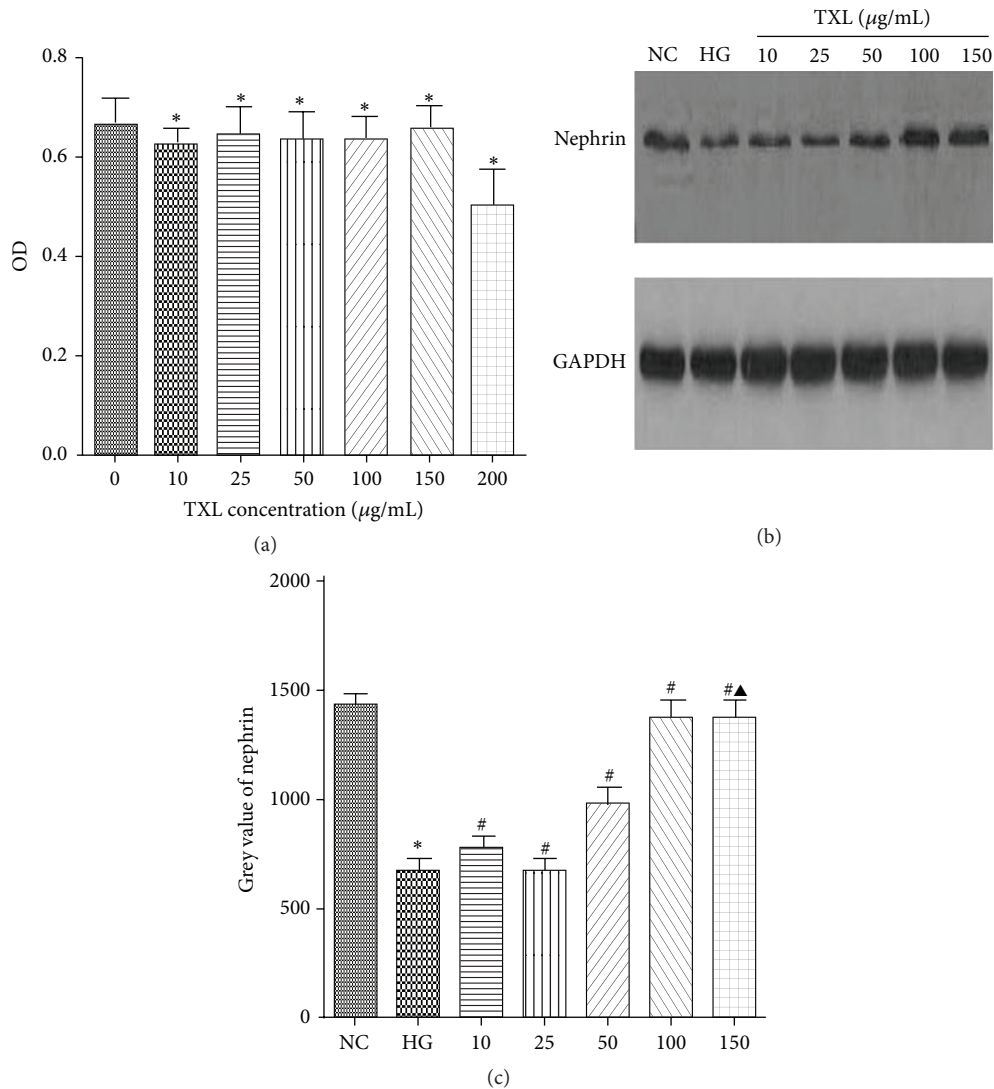 0.8
0.6
0.4
0.2
0.0
OD
* * * * * *
0 10 25 50 100 150 200
TXL concentration (μg/mL)
(a)
TXL (μg/mL)
NC HG 10 25 50 100 150
Nephrin
GAPDH
(b)
2000
1500
1000
500
0
Grey value of nephrin
* # # # # #▲
NC HG 10 25 50 100 150
(c)